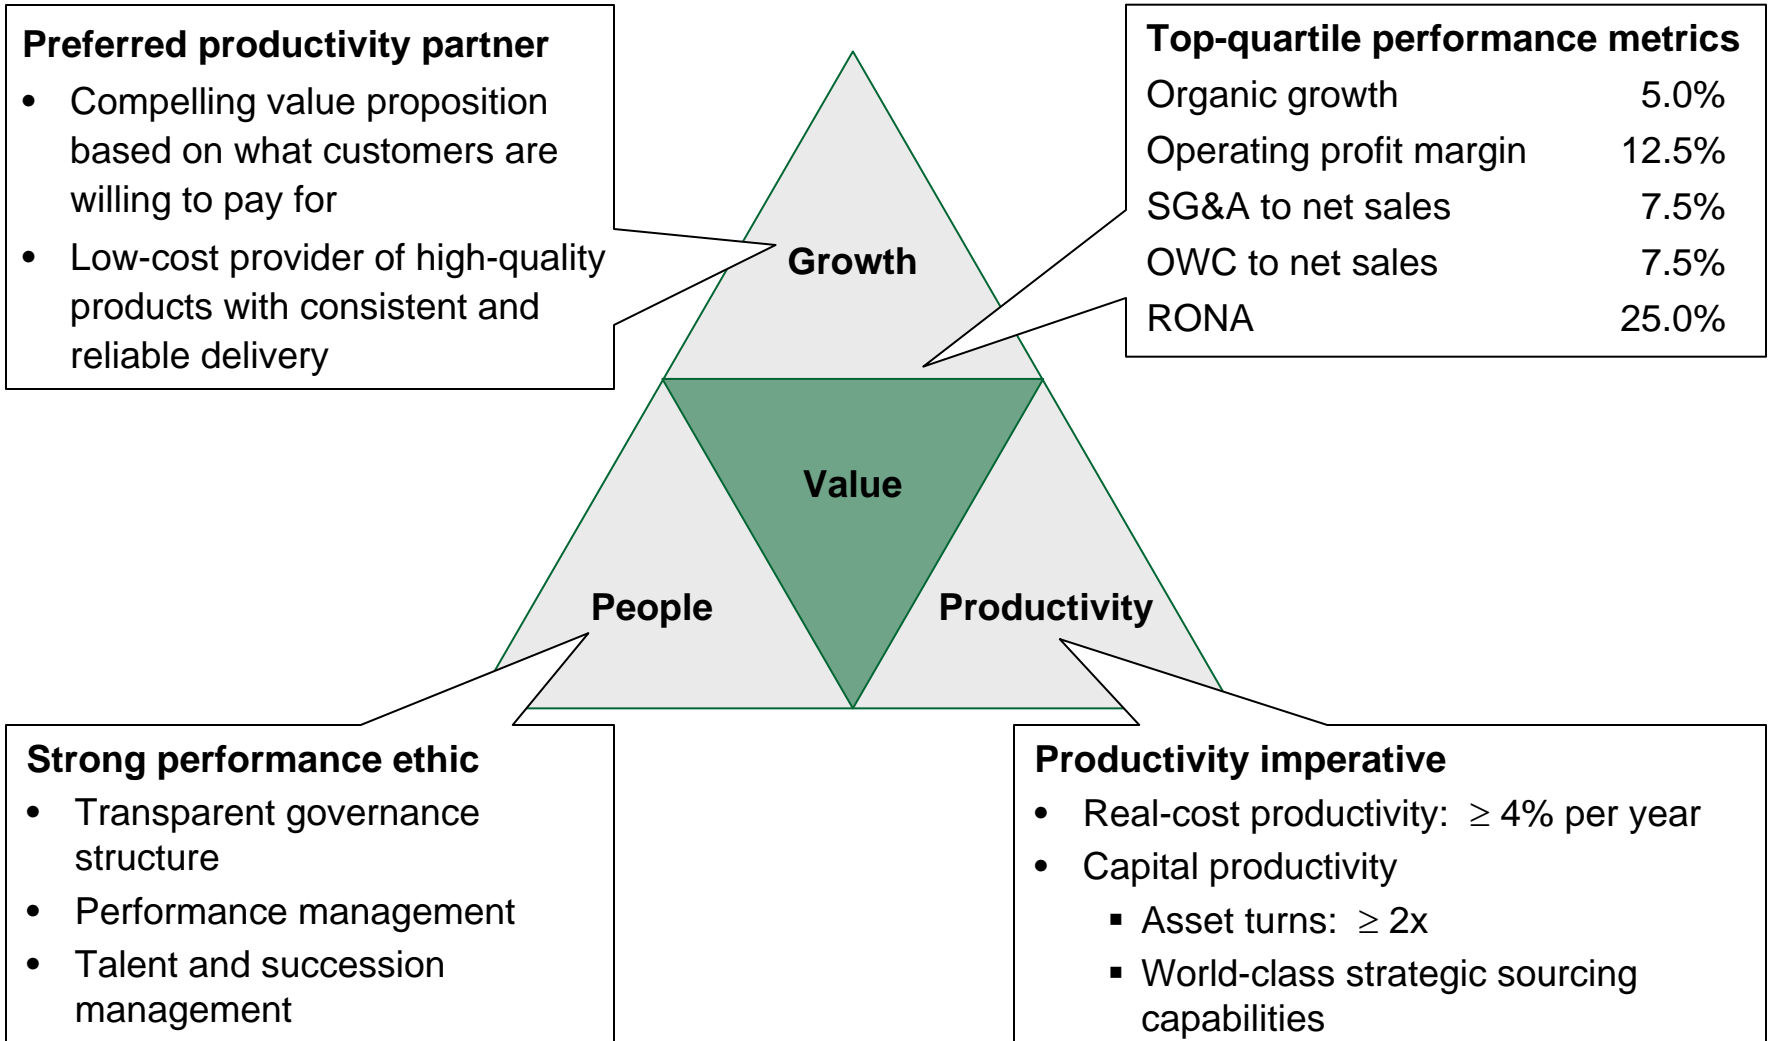 Preferred productivity partner
• Compelling value proposition
based on what customers are
willing to pay for
• Low-cost provider of high-quality
products with consistent and
reliable delivery
Top-quartile performance metrics
Organic growth 5.0%
Operating profit margin 12.5%
SG&A to net sales 7.5%
OWC to net sales 7.5%
RONA 25.0%
Growth
Value
People
Productivity
Strong performance ethic
• Transparent governance
structure
• Performance management
• Talent and succession
management
Productivity imperative
• Real-cost productivity: ≥ 4% per year
• Capital productivity
▪ Asset turns: ≥ 2x
▪ World-class strategic sourcing
capabilities